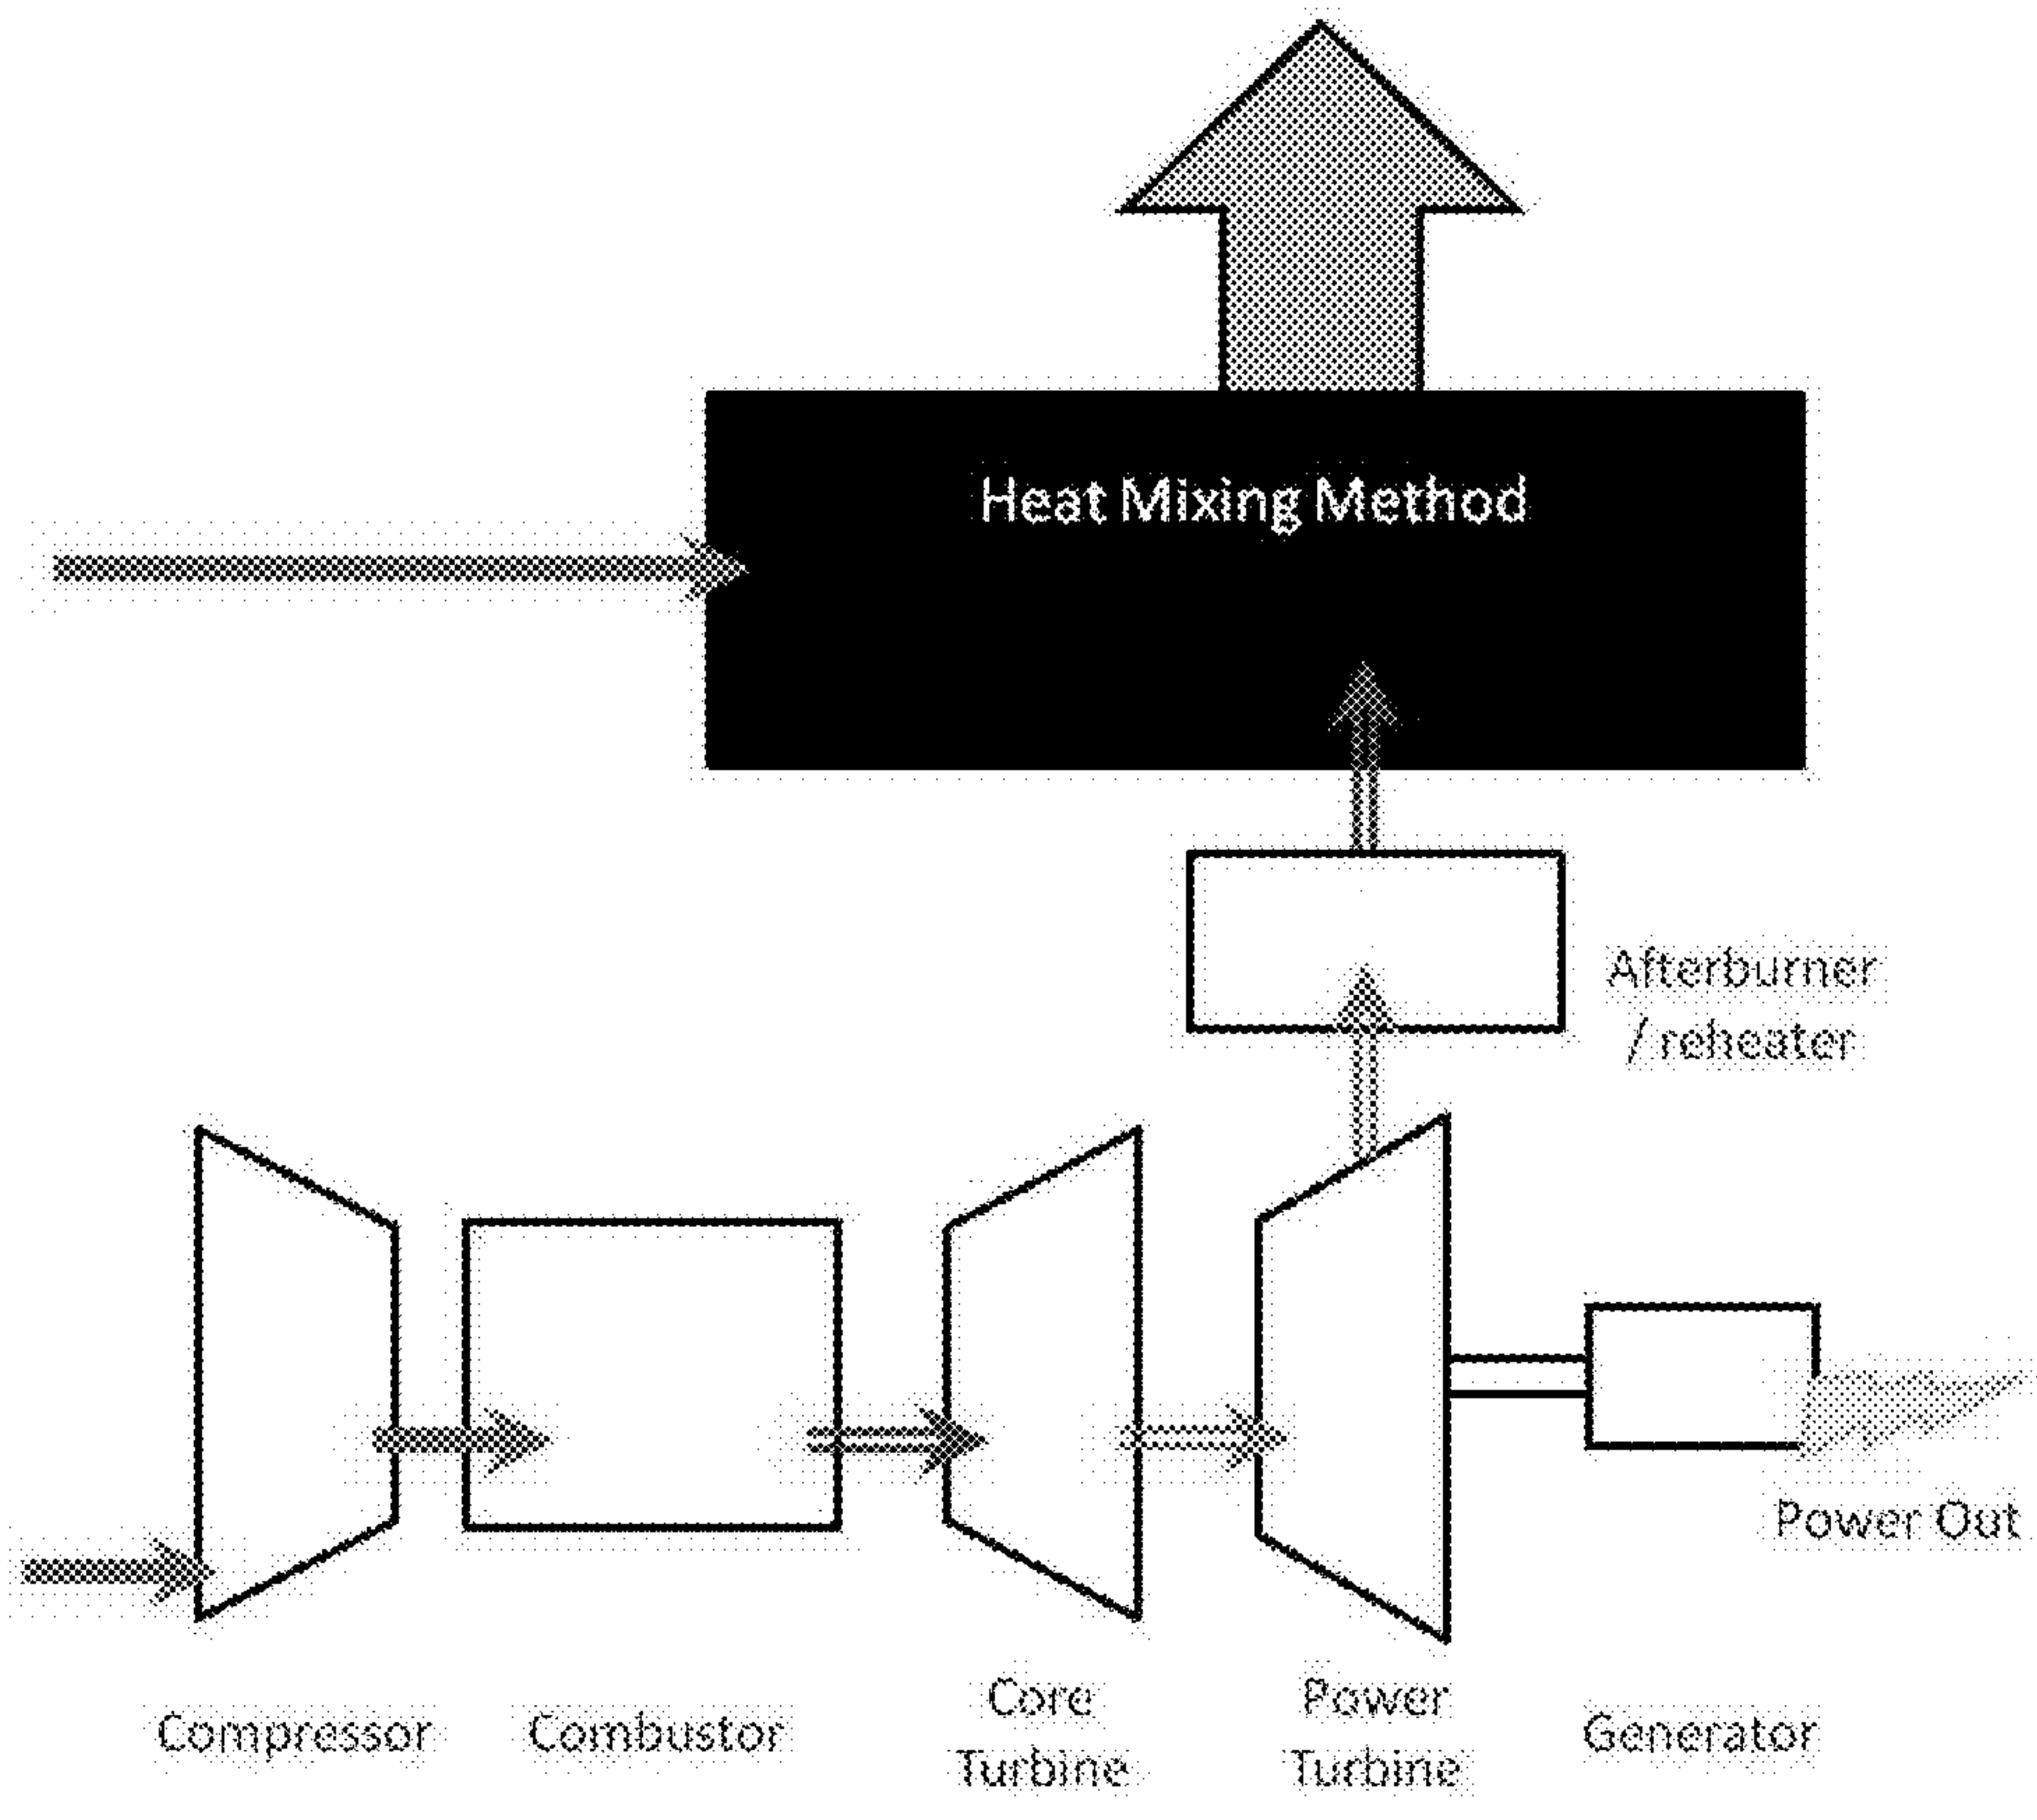 Heat Mixing Method
Afterburner
/ reheater
Power Out
Compressor
Combustor
Core
Turbine
Power
Turbine
Generator